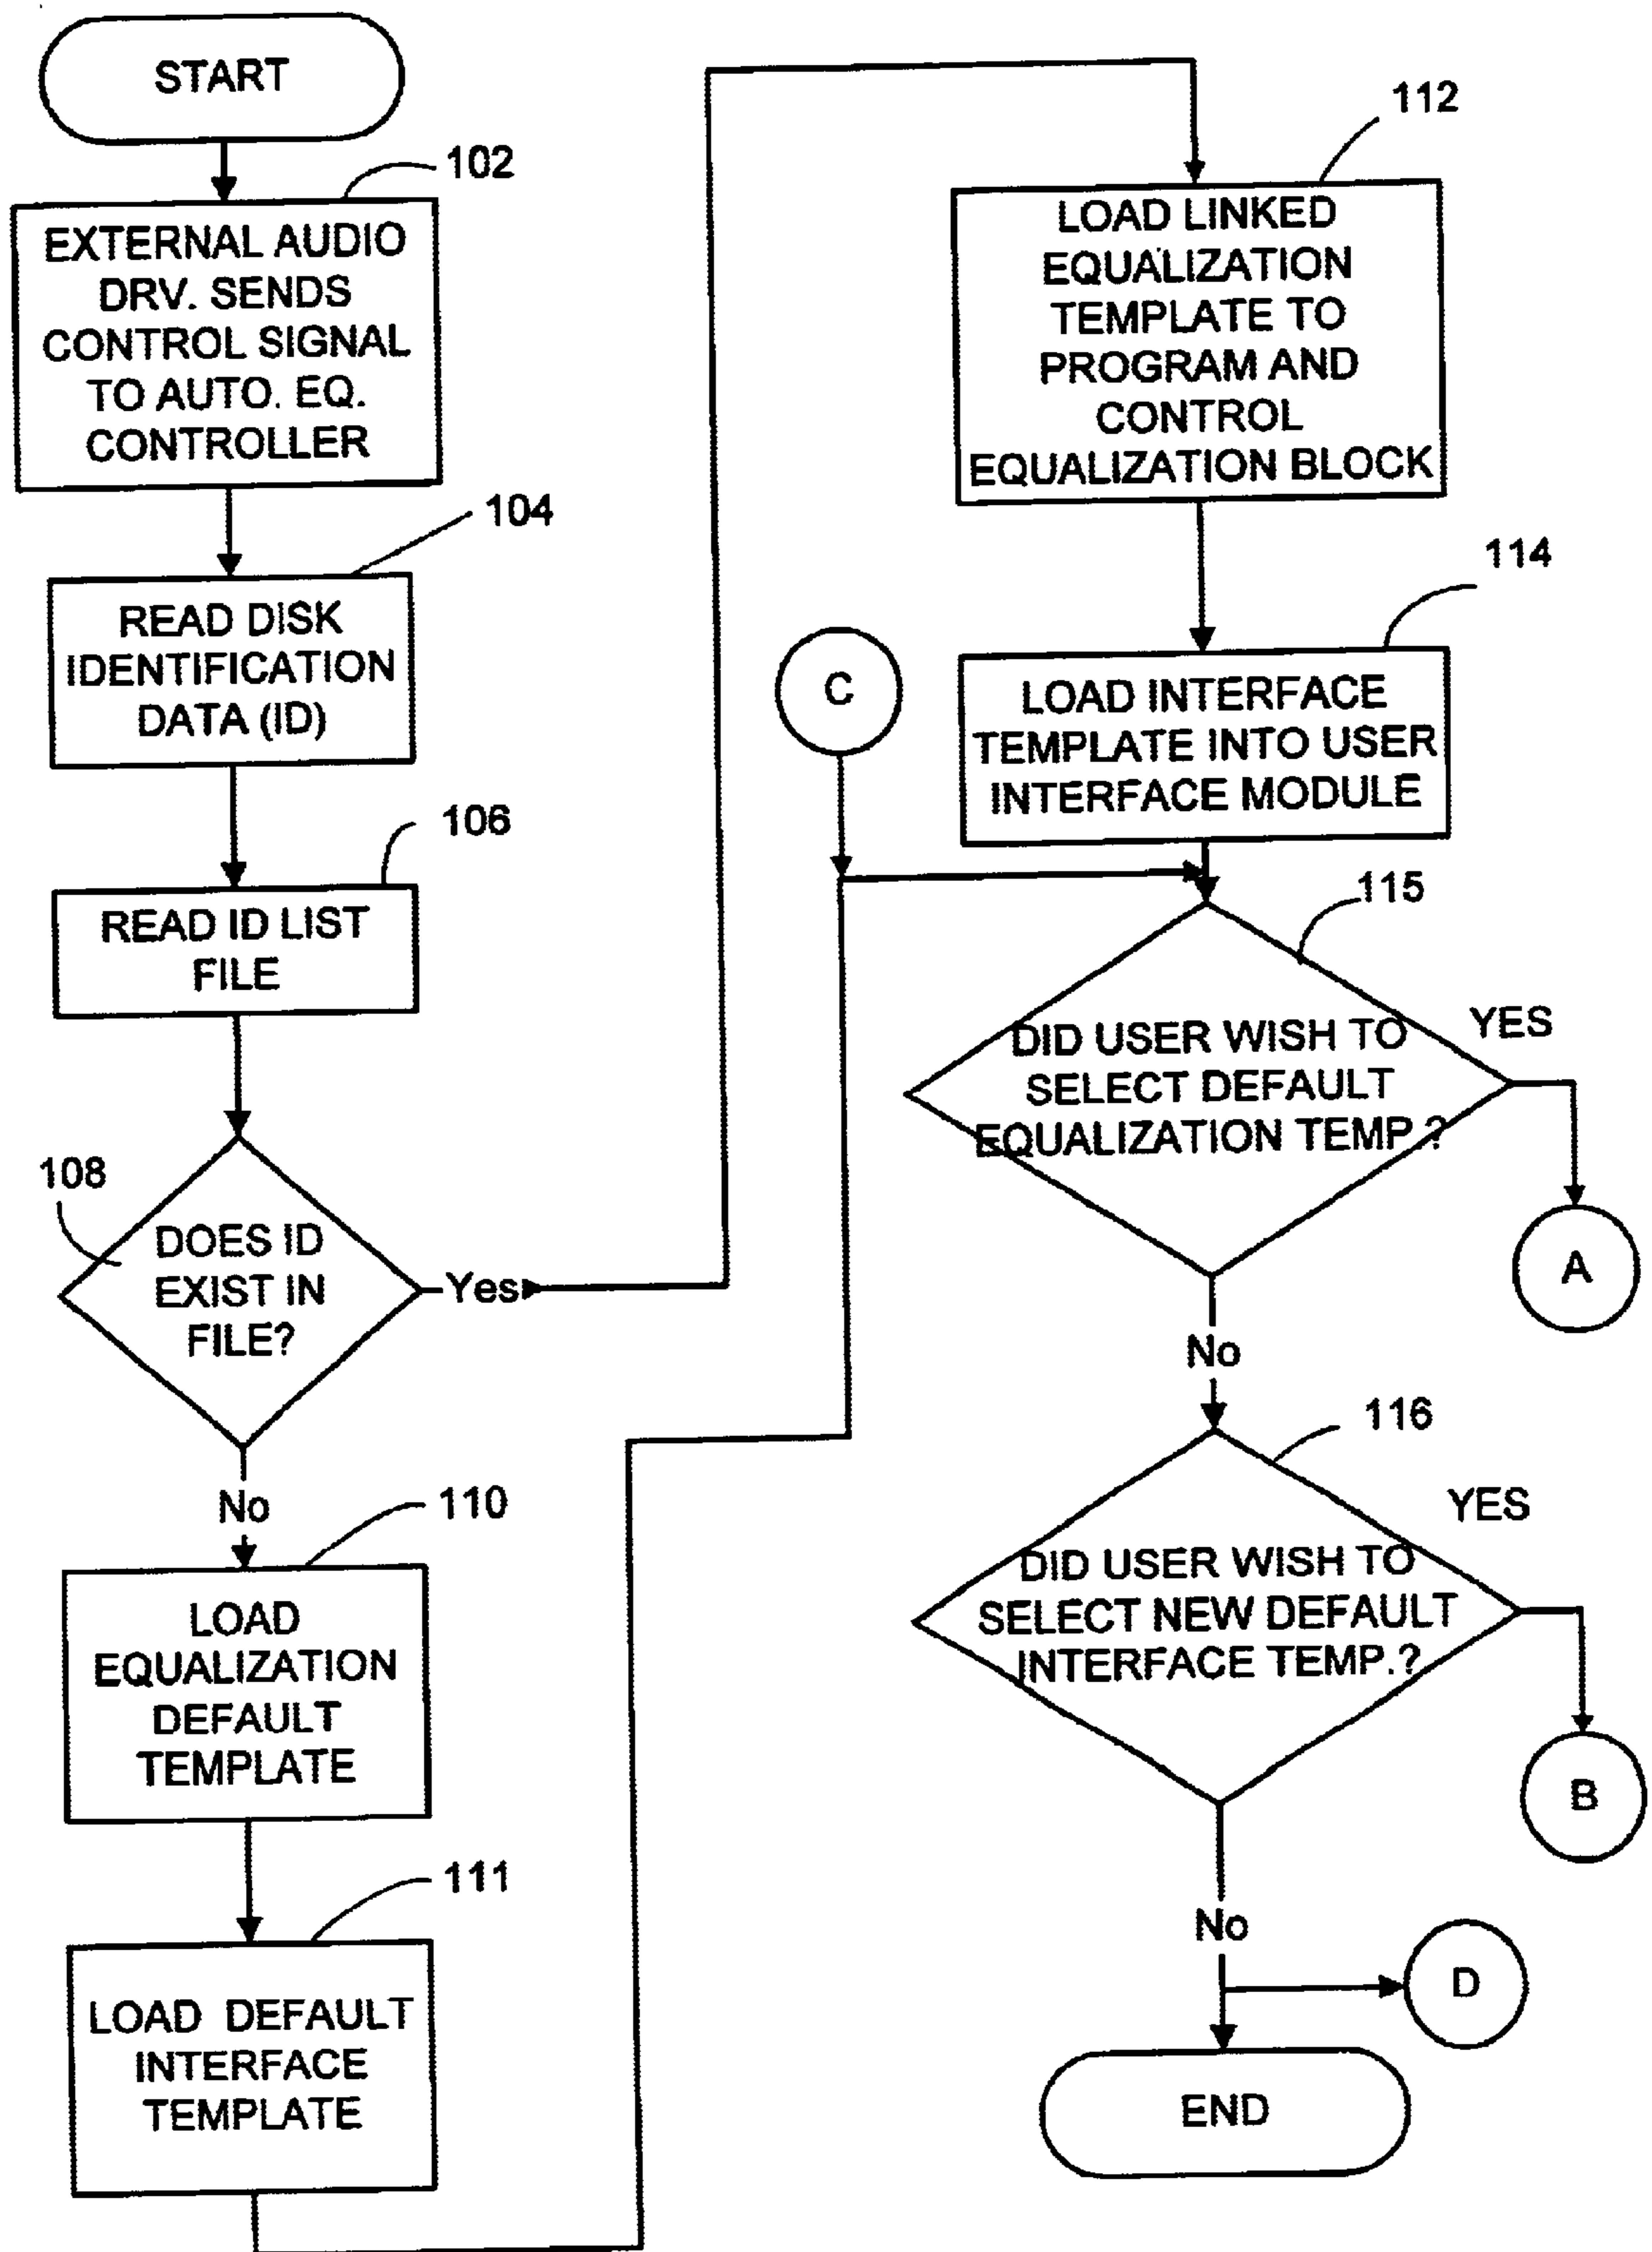 START
102
EXTERNAL AUDIO
DRV. SENDS
CONTROL SIGNAL
TO AUTO. EQ.
CONTROLLER
104
READ DISK
IDENTIFICATION
DATA (ID)
106
READ ID LIST
FILE
108
DOES ID
EXIST IN
FILE?
Yes
No
110
LOAD
EQUALIZATION
DEFAULT
TEMPLATE
111
LOAD DEFAULT
INTERFACE
TEMPLATE
112
LOAD LINKED
EQUALIZATION
TEMPLATE TO
PROGRAM AND
CONTROL
EQUALIZATION BLOCK
114
LOAD INTERFACE
TEMPLATE INTO USER
INTERFACE MODULE
C
115
DID USER WISH TO
SELECT DEFAULT
EQUALIZATION TEMP.?
YES
A
No
116
DID USER WISH TO
SELECT NEW DEFAULT
INTERFACE TEMP.?
YES
B
No
D
END